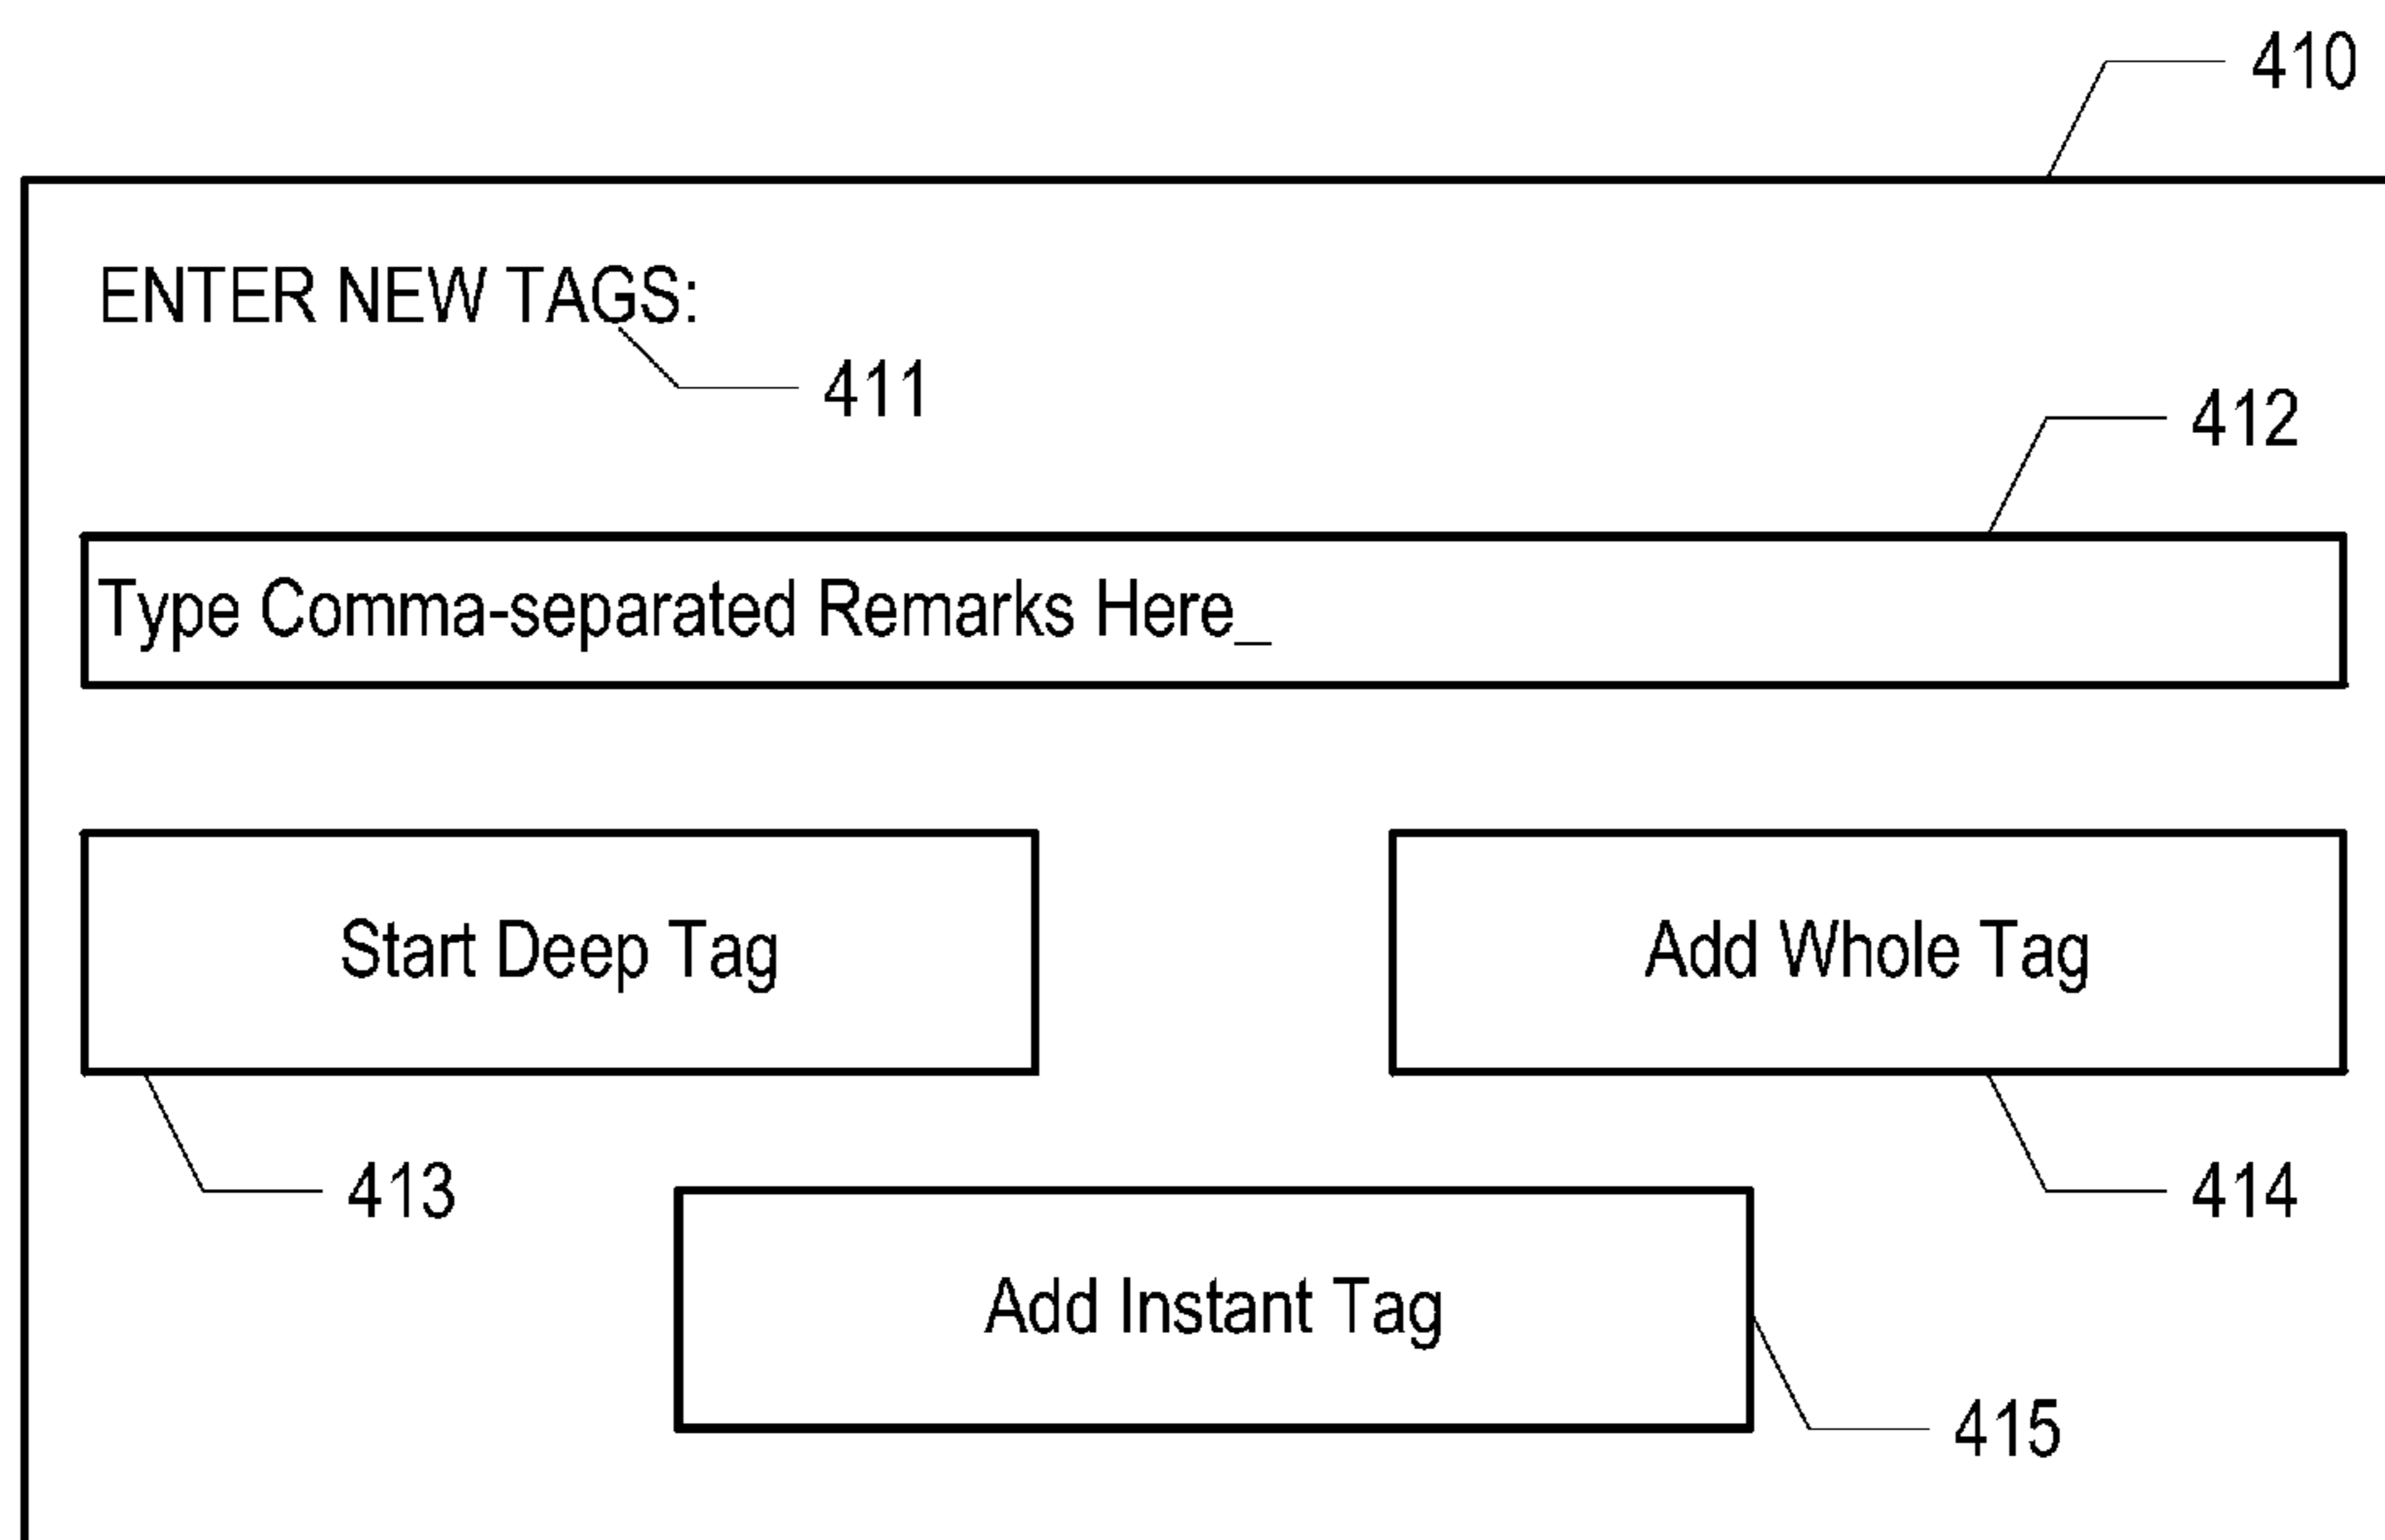 410
ENTER NEW TAGS:
411
412
Type Comma-separated Remarks Here_
Start Deep Tag
Add Whole Tag
413
414
Add Instant Tag
415